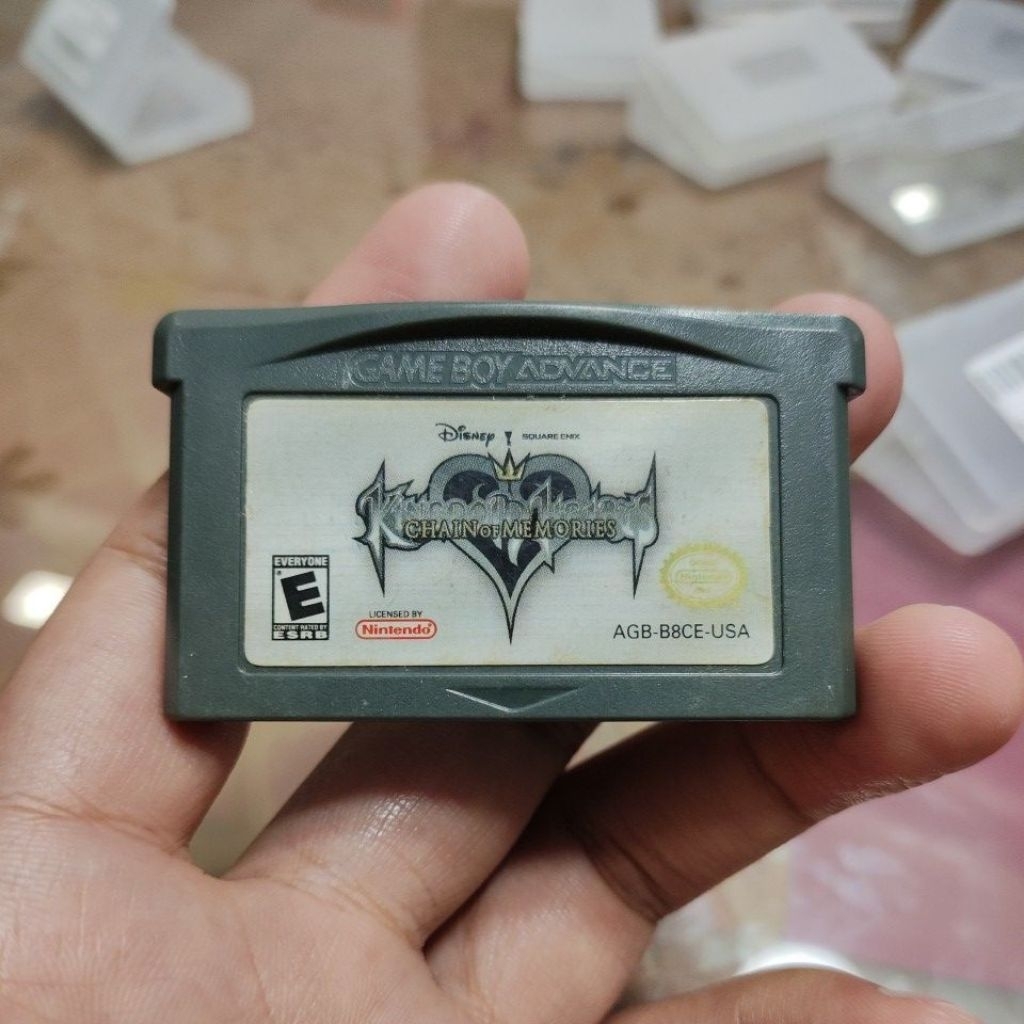 GAME BOY ADVANCE
Disney SQUARE ENIX
KINGDOM HEARTS
CHAIN OF MEMORIES
EVERYONE
E
CONTENT RATED BY
ESRB
LICENSED BY
Nintendo
Nintendo
AGB-B8CE-USA